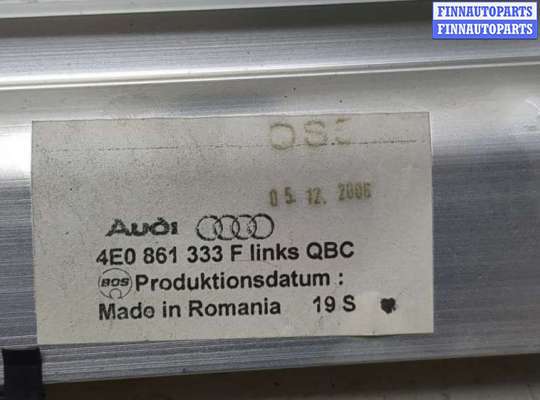 FINNAUTOPARTS
FINNAUTOPARTS
05. 12. 2006
Audi
4E0 861 333 F links QBC
BOS Produktionsdatum :
Made in Romania 19 S